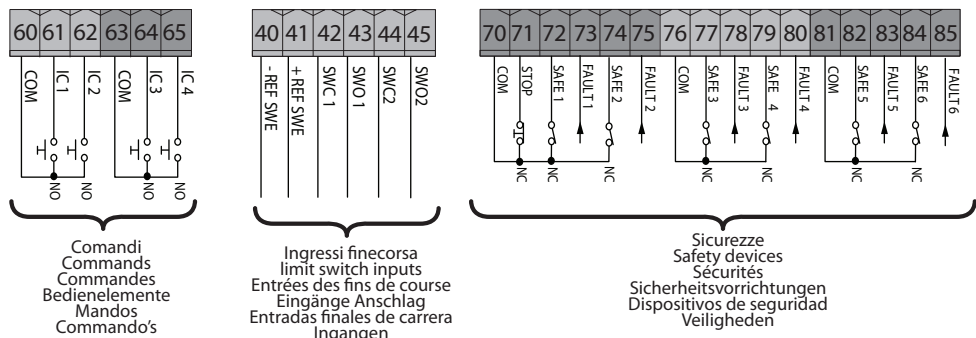 60 61 62 63 64 65
40 41 42 43 44 45
70 71 72 73 74 75 76 77 78 79 80 81 82 83 84 85
COM
IC 1
IC 2
COM
IC 3
IC 4
NO
NO
NO
NO
- REF SWE
+ REF SWE
SWC 1
SWO 1
SWC2
SWO2
COM
STOP
SAFE 1
FAULT 1
SAFE 2
FAULT 2
COM
SAFE 3
FAULT 3
SAFE 4
FAULT 4
COM
SAFE 5
FAULT 5
SAFE 6
FAULT 6
NC
NC
NC
NC
NC
NC
NC
Comandi
Commands
Commandes
Bedienelemente
Mandos
Commando's
Ingressi finecorsa
limit switch inputs
Entrées des fins de course
Eingänge Anschlag
Entradas finales de carrera
Ingangen
Sicurezze
Safety devices
Sécurités
Sicherheitsvorrichtungen
Dispositivos de seguridad
Veiligheden